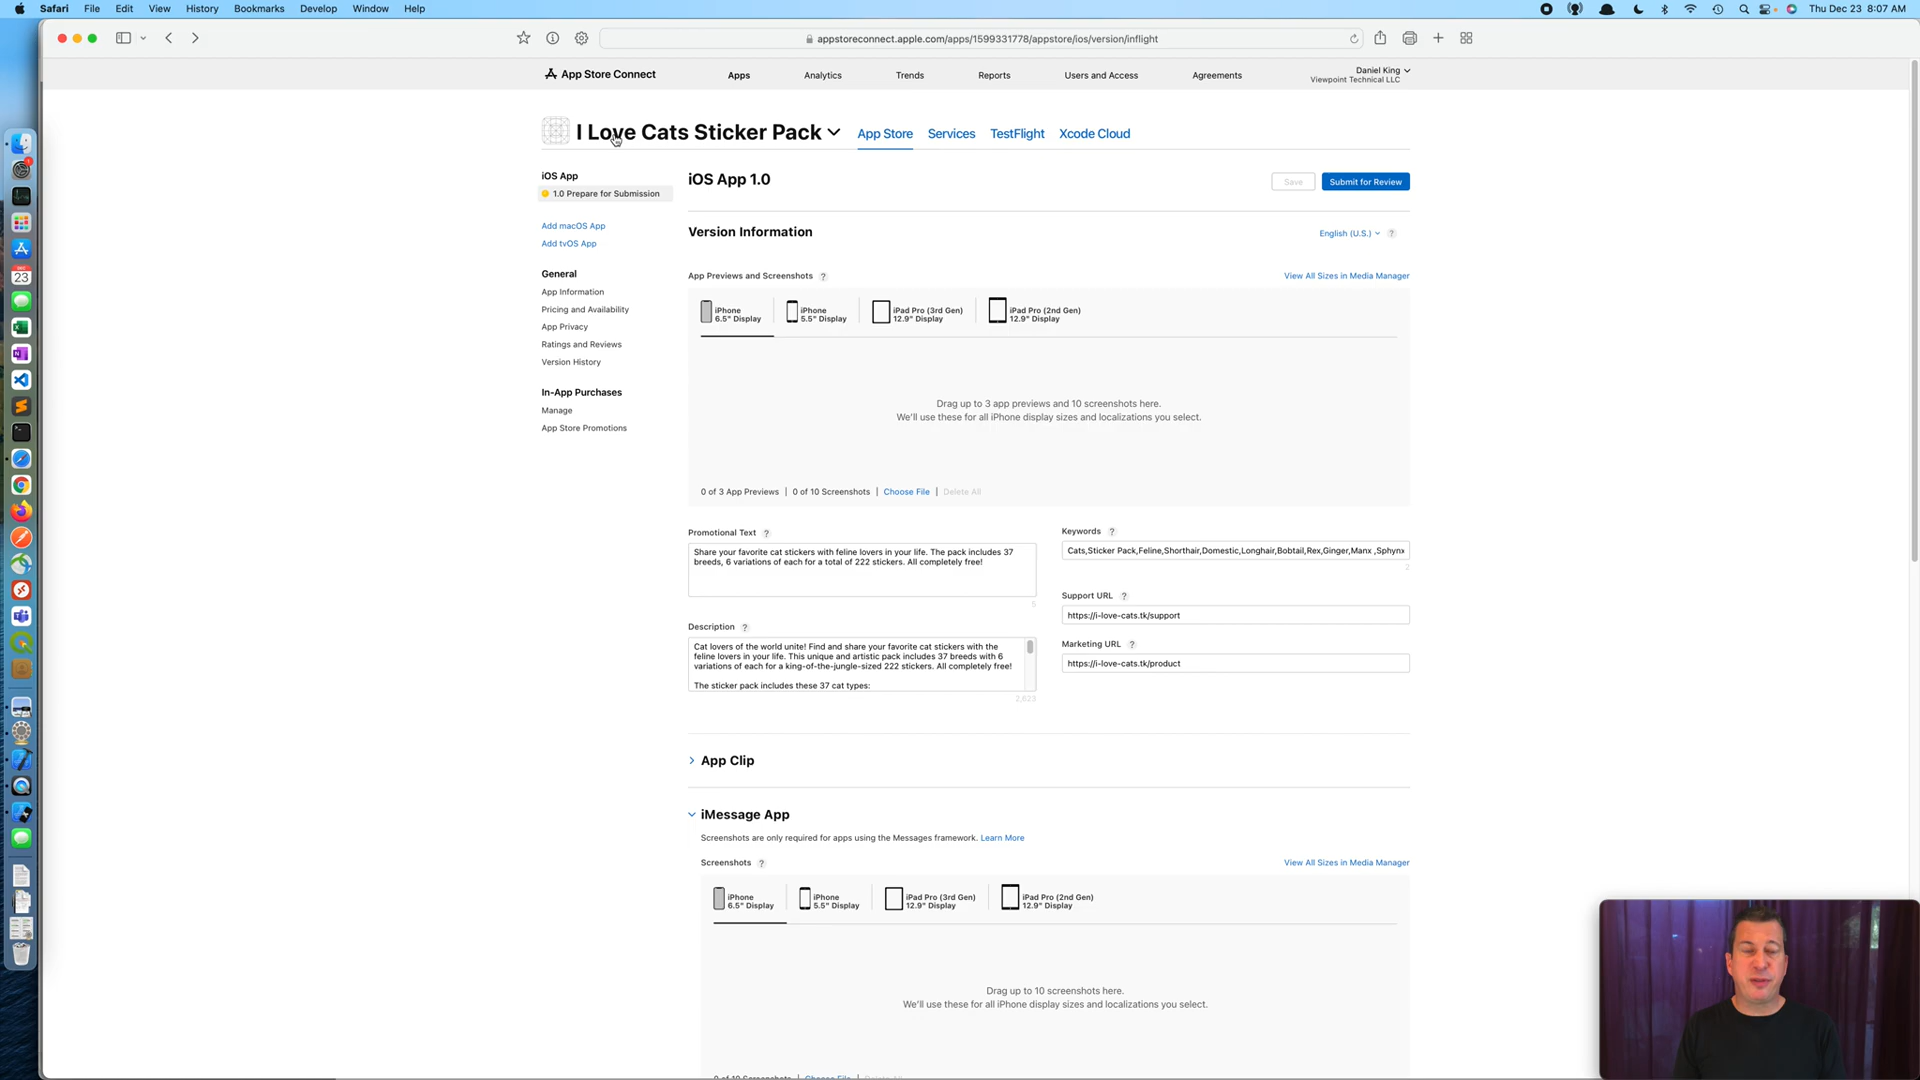 Safari File Edit View History Bookmarks Develop Window Help
Thu Dec 23 8:07 AM
appstoreconnect.apple.com/apps/1599331778/appstore/ios/version/inflight
App Store Connect
Apps
Analytics
Trends
Reports
Users and Access
Agreements
Daniel King
Viewpoint Technical LLC
I Love Cats Sticker Pack
App Store
Services
TestFlight
Xcode Cloud
iOS App
1.0 Prepare for Submission
Add macOS App
Add tvOS App
General
App Information
Pricing and Availability
App Privacy
Ratings and Reviews
Version History
In-App Purchases
Manage
App Store Promotions
iOS App 1.0
Save
Submit for Review
Version Information
English (U.S.)
?
App Previews and Screenshots ?
View All Sizes in Media Manager
iPhone
6.5" Display
iPhone
5.5" Display
iPad Pro (3rd Gen)
12.9" Display
iPad Pro (2nd Gen)
12.9" Display
Drag up to 3 app previews and 10 screenshots here.
We'll use these for all iPhone display sizes and localizations you select.
0 of 3 App Previews | 0 of 10 Screenshots | Choose File | Delete All
Promotional Text ?
Share your favorite cat stickers with feline lovers in your life. The pack includes 37
breeds, 6 variations of each for a total of 222 stickers. All completely free!
5
Description ?
Cat lovers of the world unite! Find and share your favorite cat stickers with the
feline lovers in your life. This unique and artistic pack includes 37 breeds with 6
variations of each for a king-of-the-jungle-sized 222 stickers. All completely free!
The sticker pack includes these 37 cat types:
2,623
Keywords ?
Cats,Sticker Pack,Feline,Shorthair,Domestic,Longhair,Bobtail,Rex,Ginger,Manx ,Sphynx
2
Support URL ?
https://i-love-cats.tk/support
Marketing URL ?
https://i-love-cats.tk/product
App Clip
iMessage App
Screenshots are only required for apps using the Messages framework. Learn More
Screenshots ?
View All Sizes in Media Manager
iPhone
6.5" Display
iPhone
5.5" Display
iPad Pro (3rd Gen)
12.9" Display
iPad Pro (2nd Gen)
12.9" Display
Drag up to 10 screenshots here.
We'll use these for all iPhone display sizes and localizations you select.
0 of 10 Screenshots | Choose File | Delete All
23